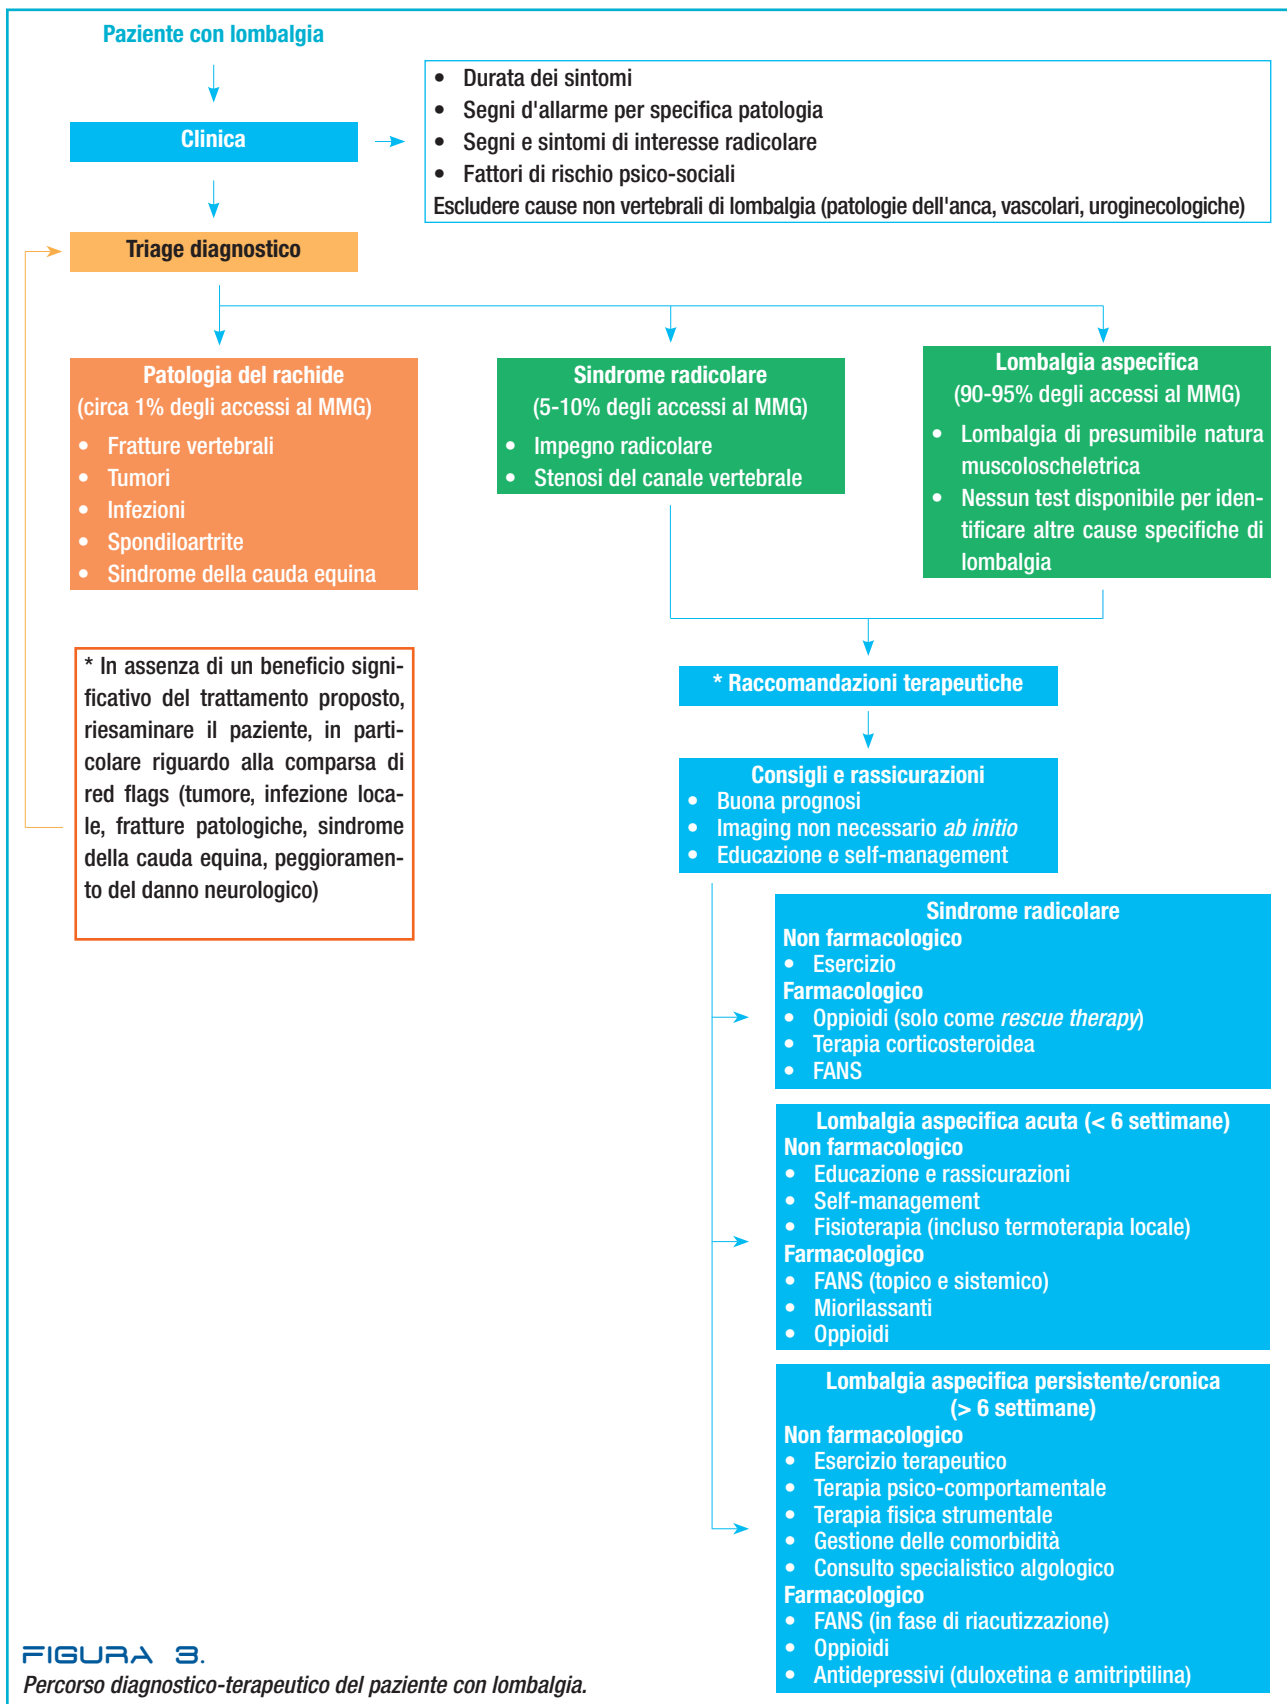 Paziente con lombalgia
Clinica
• Durata dei sintomi
• Segni d'allarme per specifica patologia
• Segni e sintomi di interesse radicolare
• Fattori di rischio psico-sociali
Escludere cause non vertebrali di lombalgia (patologie dell'anca, vascolari, uroginecologiche)
Triage diagnostico
Patologia del rachide
(circa 1% degli accessi al MMG)
• Fratture vertebrali
• Tumori
• Infezioni
• Spondiloartrite
• Sindrome della cauda equina
Sindrome radicolare
(5-10% degli accessi al MMG)
• Impegno radicolare
• Stenosi del canale vertebrale
Lombalgia aspecifica
(90-95% degli accessi al MMG)
• Lombalgia di presumibile natura
muscoloscheletrica
• Nessun test disponibile per iden-
tificare altre cause specifiche di
lombalgia
* In assenza di un beneficio signi-
ficativo del trattamento proposto,
riesaminare il paziente, in parti-
colare riguardo alla comparsa di
red flags (tumore, infezione loca-
le, fratture patologiche, sindrome
della cauda equina, peggioramen-
to del danno neurologico)
* Raccomandazioni terapeutiche
Consigli e rassicurazioni
• Buona prognosi
• Imaging non necessario ab initio
• Educazione e self-management
Sindrome radicolare
Non farmacologico
• Esercizio
Farmacologico
• Oppioidi (solo come rescue therapy)
• Terapia corticosteroidea
• FANS
Lombalgia aspecifica acuta (< 6 settimane)
Non farmacologico
• Educazione e rassicurazioni
• Self-management
• Fisioterapia (incluso termoterapia locale)
Farmacologico
• FANS (topico e sistemico)
• Miorilassanti
• Oppioidi
Lombalgia aspecifica persistente/cronica
(> 6 settimane)
Non farmacologico
• Esercizio terapeutico
• Terapia psico-comportamentale
• Terapia fisica strumentale
• Gestione delle comorbidità
• Consulto specialistico algologico
Farmacologico
• FANS (in fase di riacutizzazione)
• Oppioidi
• Antidepressivi (duloxetina e amitriptilina)
FIGURA 3.
Percorso diagnostico-terapeutico del paziente con lombalgia.